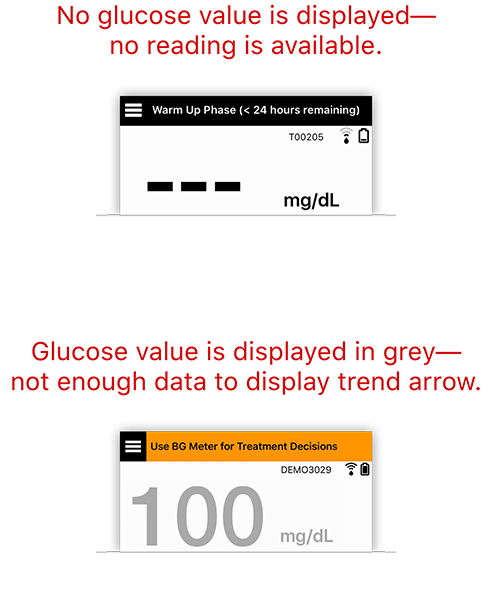 No glucose value is displayed—
no reading is available.
Warm Up Phase (< 24 hours remaining)
T00205
--- mg/dL
Glucose value is displayed in grey—
not enough data to display trend arrow.
Use BG Meter for Treatment Decisions
DEMO3029
100 mg/dL